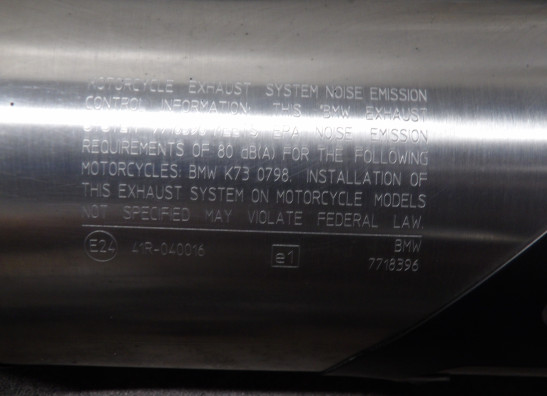 MOTORCYCLE EXHAUST SYSTEM NOISE EMISSION
CONTROL INFORMATION THIS BMW EXHAUST
EPA NOISE EMISSION
REQUIREMENTS OF 80 dB(A) FOR THE FOLLOWING
MOTORCYCLES: BMW K73 0798. INSTALLATION OF
THIS EXHAUST SYSTEM ON MOTORCYCLE MODELS
NOT SPECIFIED MAY VIOLATE FEDERAL LAW.
E24 41R-040016 e1 BMW
7718396